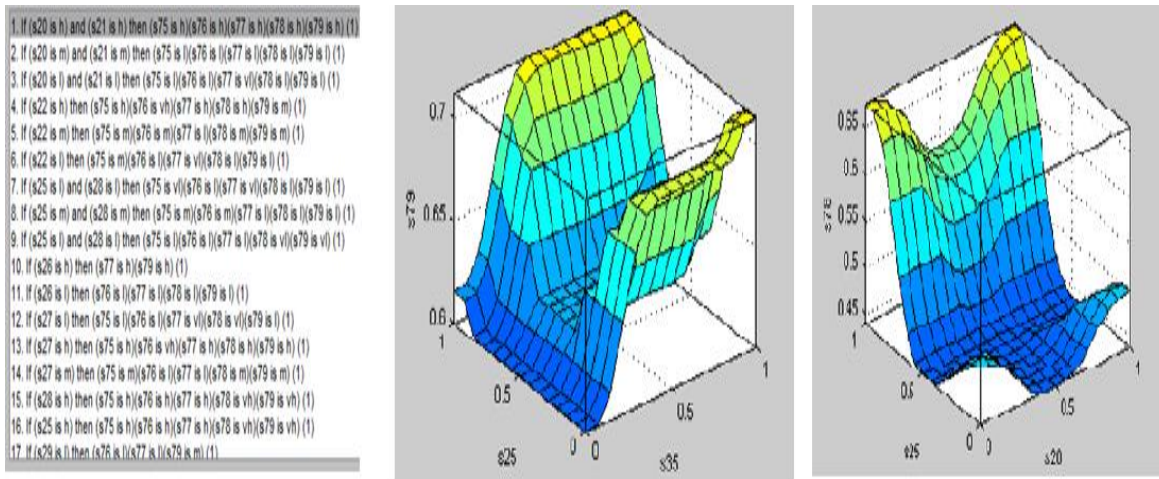 1. If (s20 is h) and (s21 is h) then (s75 is h)(s76 is h)(s77 is h)(s78 is h)(s79 is h) (1)
2. If (s20 is m) and (s21 is m) then (s75 is l)(s76 is l)(s77 is l)(s78 is l)(s79 is l) (1)
3. If (s20 is l) and (s21 is l) then (s75 is l)(s76 is l)(s77 is vl)(s78 is l)(s79 is l) (1)
4. If (s22 is h) then (s75 is h)(s76 is vh)(s77 is h)(s78 is h)(s79 is m) (1)
5. If (s22 is m) then (s75 is m)(s76 is m)(s77 is l)(s78 is m)(s79 is m) (1)
6. If (s22 is l) then (s75 is m)(s76 is l)(s77 is vl)(s78 is l)(s79 is l) (1)
7. If (s25 is l) and (s28 is l) then (s75 is vl)(s76 is l)(s77 is vl)(s78 is l)(s79 is l) (1)
8. If (s25 is m) and (s28 is m) then (s75 is m)(s76 is m)(s77 is l)(s78 is l)(s79 is l) (1)
9. If (s25 is l) and (s28 is l) then (s75 is l)(s76 is l)(s77 is l)(s78 is vl)(s79 is vl) (1)
10. If (s26 is h) then (s77 is h)(s79 is h) (1)
11. If (s26 is l) then (s76 is l)(s77 is l)(s78 is l)(s79 is l) (1)
12. If (s27 is l) then (s75 is l)(s76 is l)(s77 is vl)(s78 is vl)(s79 is l) (1)
13. If (s27 is h) then (s75 is h)(s76 is vh)(s77 is h)(s78 is h)(s79 is h) (1)
14. If (s27 is m) then (s75 is m)(s76 is l)(s77 is l)(s78 is m)(s79 is m) (1)
15. If (s28 is h) then (s75 is h)(s76 is h)(s77 is h)(s78 is vh)(s79 is vh) (1)
16. If (s25 is h) then (s75 is h)(s76 is h)(s77 is h)(s78 is vh)(s79 is vh) (1)
17. If (s29 is l) then (s76 is l)(s77 is l)(s79 is m) (1)
0.7
0.65
0.6
s79
1
0.5
0
s25
0
0.5
1
s35
0.65
0.6
0.55
0.5
0.45
1
0.5
0
s25
0
0.5
1
s20